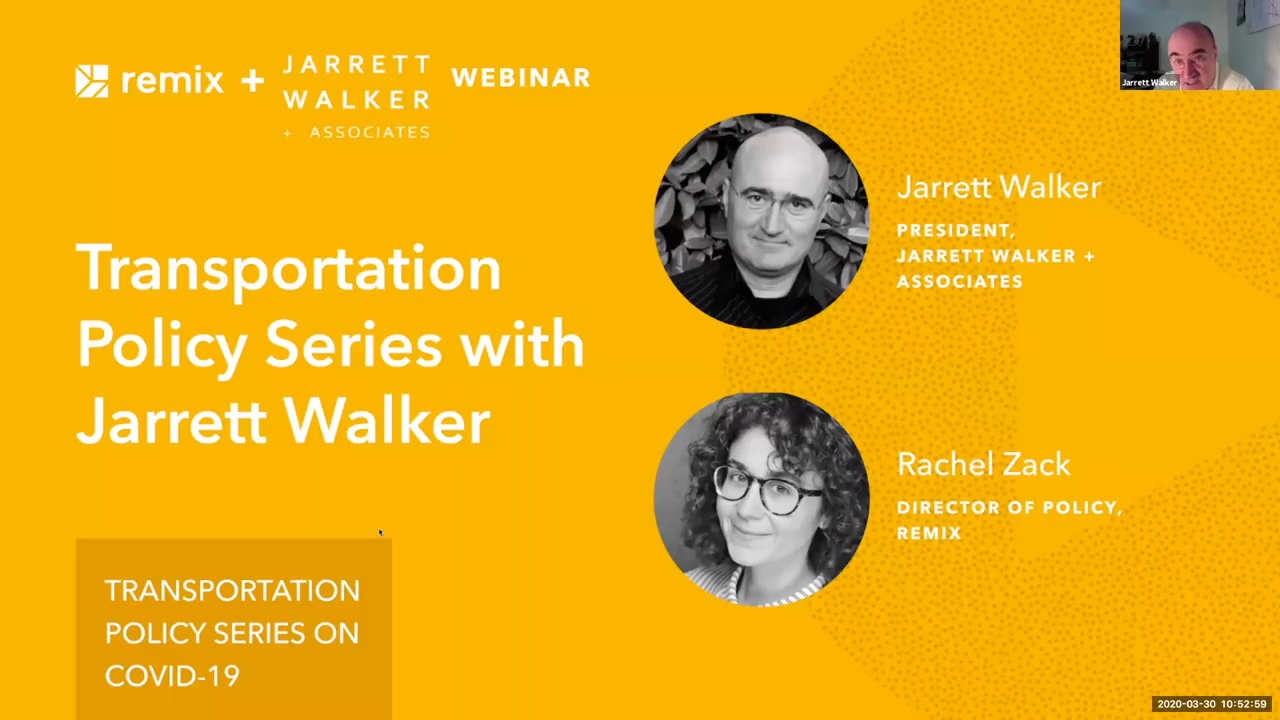 remix + JARRETT WALKER + ASSOCIATES WEBINAR
Transportation
Policy Series with
Jarrett Walker
TRANSPORTATION
POLICY SERIES ON
COVID-19
Jarrett Walker
PRESIDENT,
JARRETT WALKER +
ASSOCIATES
Rachel Zack
DIRECTOR OF POLICY,
REMIX
Jarrett Walker
2020-03-30 10:52:59